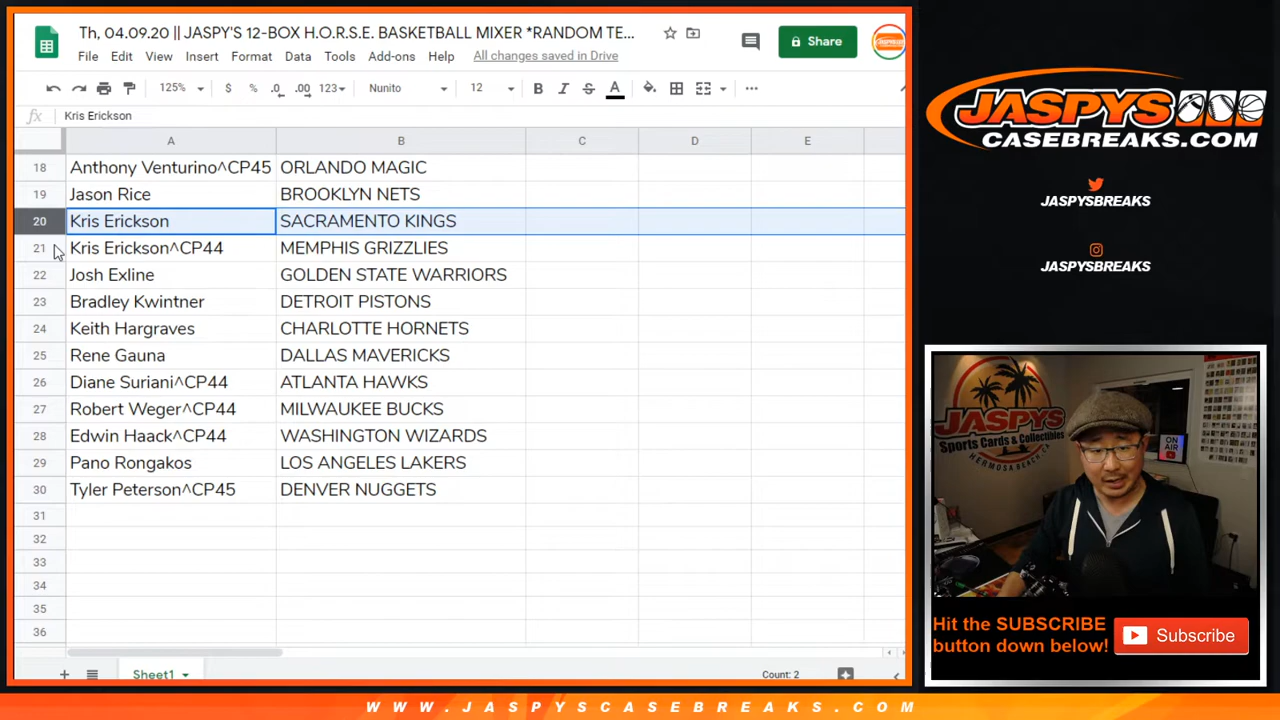 Th, 04.09.20 || JASPY'S 12-BOX H.O.R.S.E. BASKETBALL MIXER *RANDOM TE...
Share
File Edit View Insert Format Data Tools Add-ons Help All changes saved in Drive
125% $ % .0 .00 123 Nunito 12 B I S A
fx Kris Erickson
A B C D E
18 Anthony Venturino^CP45 ORLANDO MAGIC
19 Jason Rice BROOKLYN NETS
20 Kris Erickson SACRAMENTO KINGS
21 Kris Erickson^CP44 MEMPHIS GRIZZLIES
22 Josh Exline GOLDEN STATE WARRIORS
23 Bradley Kwintner DETROIT PISTONS
24 Keith Hargraves CHARLOTTE HORNETS
25 Rene Gauna DALLAS MAVERICKS
26 Diane Suriani^CP44 ATLANTA HAWKS
27 Robert Weger^CP44 MILWAUKEE BUCKS
28 Edwin Haack^CP44 WASHINGTON WIZARDS
29 Pano Rongakos LOS ANGELES LAKERS
30 Tyler Peterson^CP45 DENVER NUGGETS
31
32
33
34
35
36
Sheet1
Count: 2
JASPYS
CASEBREAKS.COM
JASPYSBREAKS
JASPYSBREAKS
JASPYS
Sports Cards & Collectibles
HERMOSA BEACH, CA
ON AIR
Hit the SUBSCRIBE
button down below!
Subscribe
WWW.JASPYSCASEBREAKS.COM